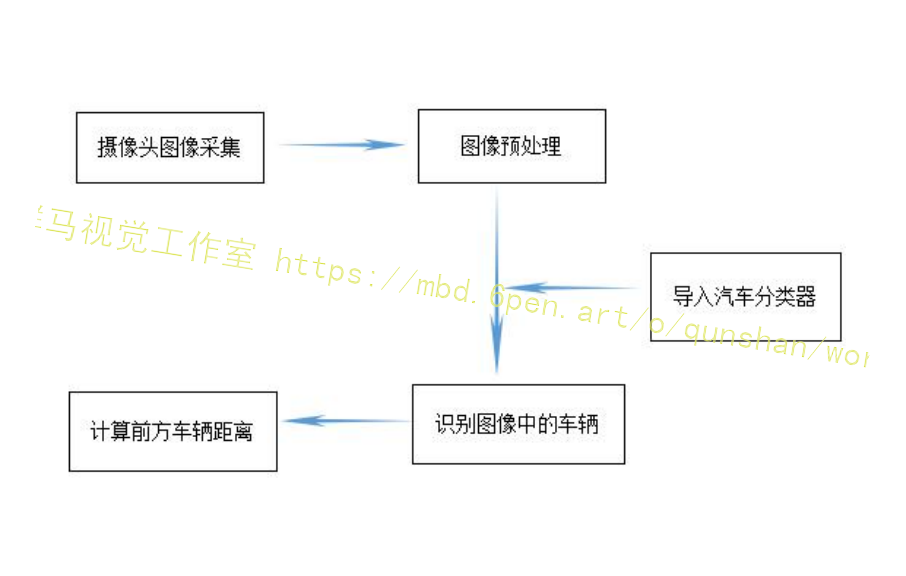 摄像头图像采集
图像预处理
马视觉工作室 https://mbd.6pen.art/o/qunshan/wor
导入汽车分类器
识别图像中的车辆
计算前方车辆距离